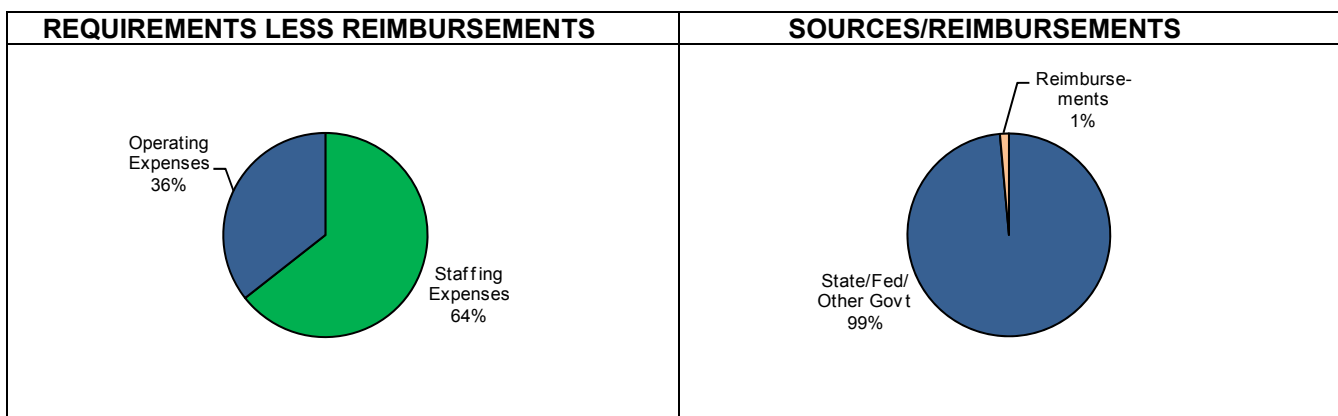 REQUIREMENTS LESS REIMBURSEMENTS
SOURCES/REIMBURSEMENTS
Operating
Expenses
36%
Staffing
Expenses
64%
Reimburse-
ments
1%
State/Fed/
Other Govt
99%